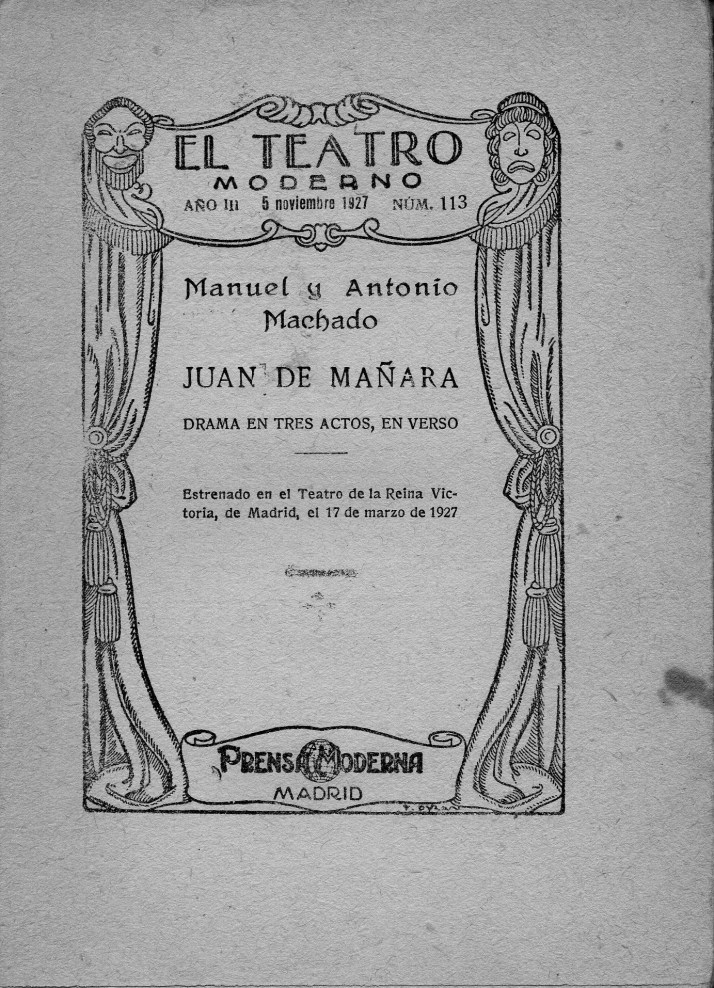 EL TEATRO
MODERNO
AÑO III 5 noviembre 1927 NÚM. 113
Manuel y Antonio
Machado
JUAN DE MAÑARA
DRAMA EN TRES ACTOS, EN VERSO
Estrenado en el Teatro de la Reina Vic-
toria, de Madrid, el 17 de marzo de 1927
PRENSA MODERNA
MADRID